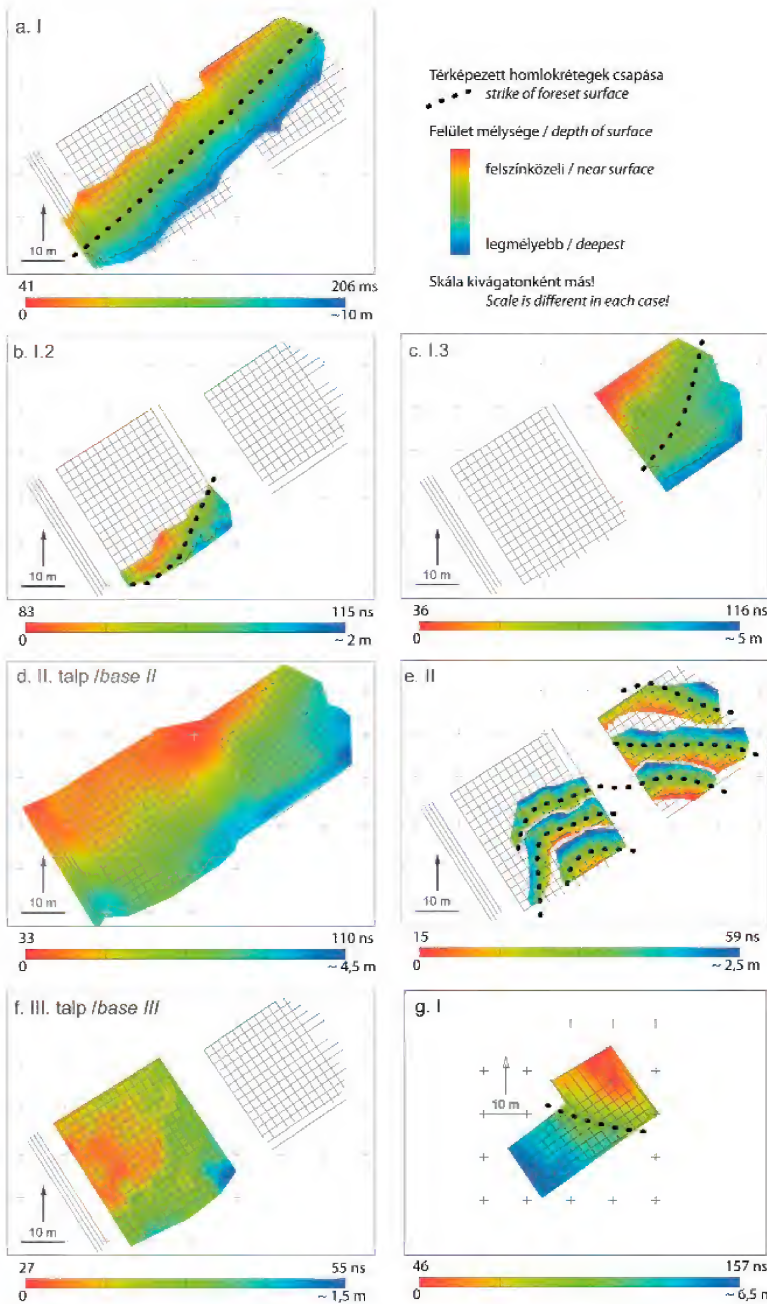 a. I
10 m
41 206 ms
0 ~10 m
Térképezett homlokrétegek csapása
strike of foreset surface
Felület mélysége / depth of surface
felszínközeli / near surface
legmélyebb / deepest
Skála kivágatonként más!
Scale is different in each case!
b. I.2
10 m
83 115 ns
0 ~ 2 m
c. I.3
10 m
36 116 ns
0 ~ 5 m
d. II. talp /base II
10 m
33 110 ns
0 ~ 4,5 m
e. II
10 m
15 59 ns
0 ~ 2,5 m
f. III. talp /base III
10 m
27 55 ns
0 ~ 1,5 m
g. I
10 m
46 157 ns
0 ~ 6,5 m